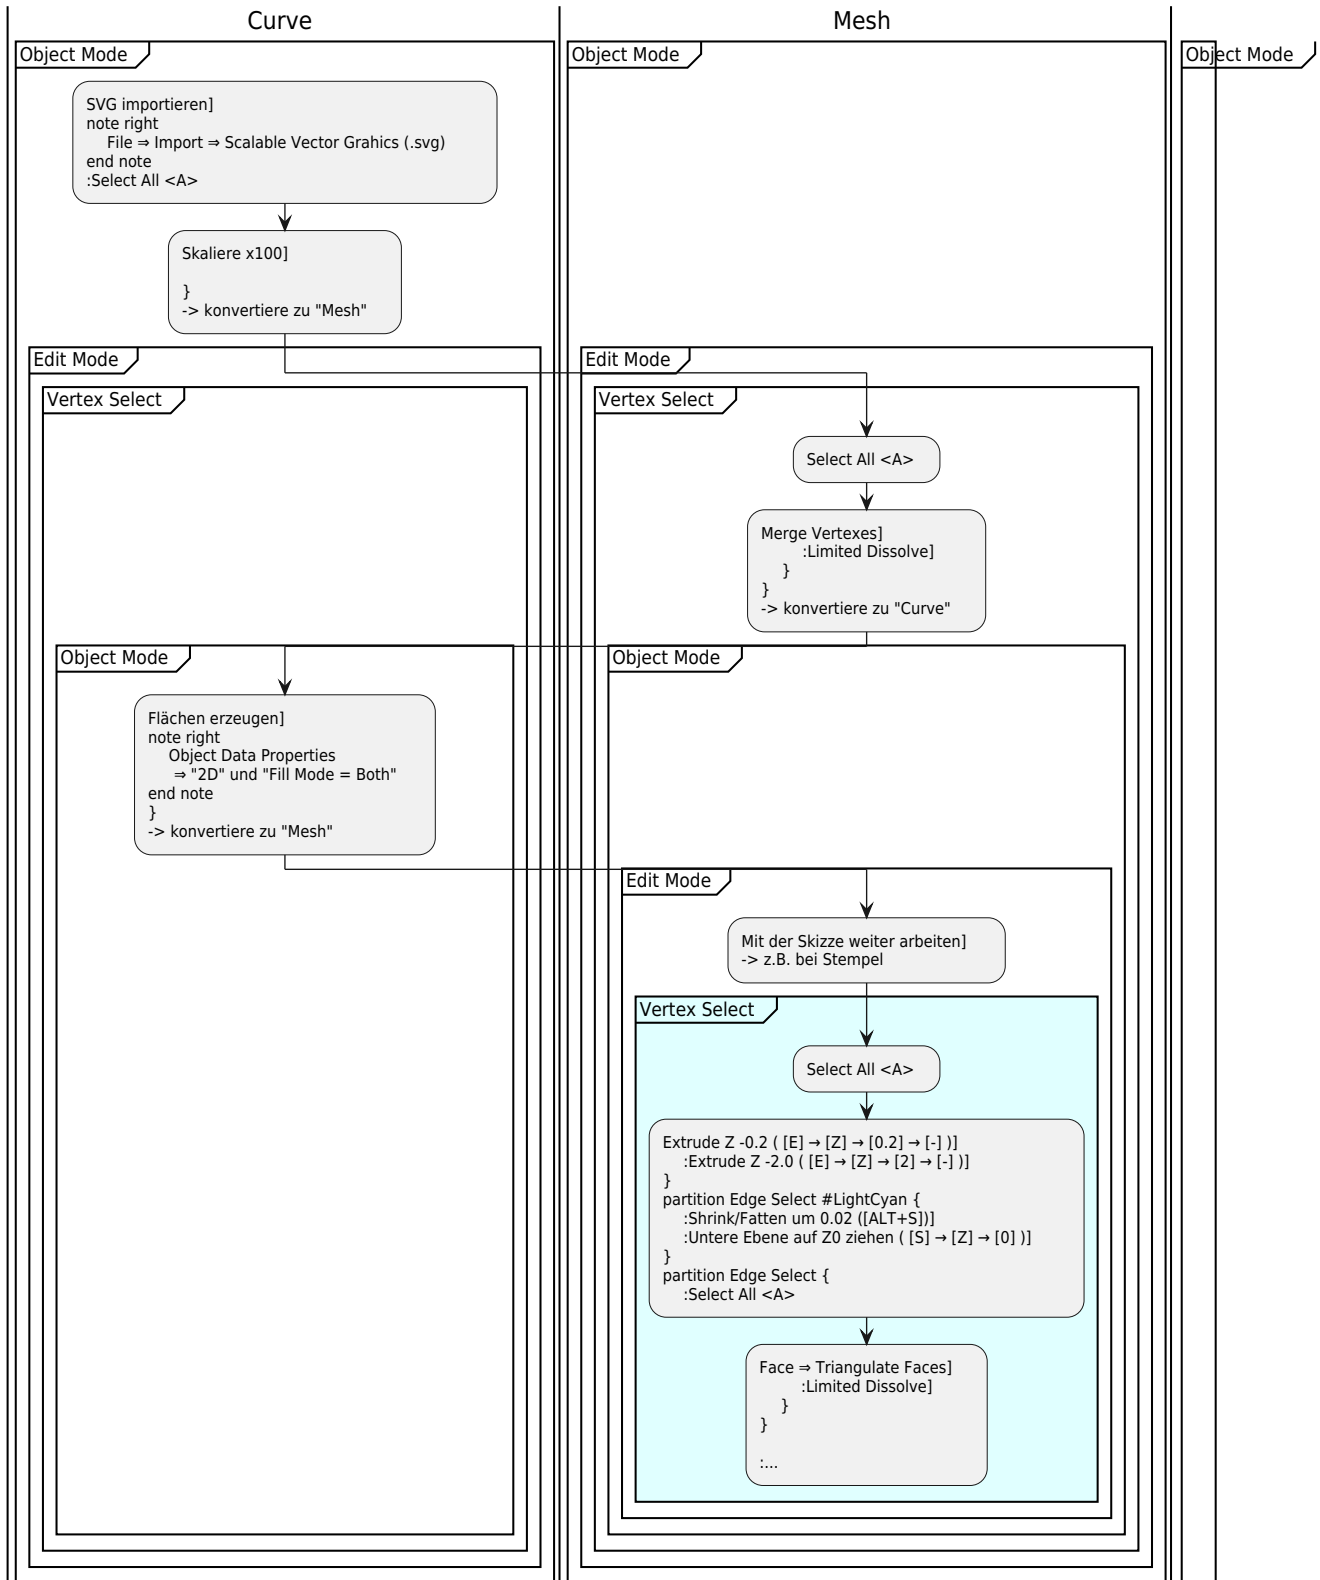 Curve
Mesh
Object Mode
Object Mode
Object Mode
SVG importieren]
note right
File ⇒ Import ⇒ Scalable Vector Grahics (.svg)
end note
:Select All <A>
Skaliere x100]
}
-> konvertiere zu "Mesh"
Edit Mode
Edit Mode
Vertex Select
Vertex Select
Select All <A>
Merge Vertexes]
:Limited Dissolve]
}
}
-> konvertiere zu "Curve"
Object Mode
Object Mode
Flächen erzeugen]
note right
Object Data Properties
⇒ "2D" und "Fill Mode = Both"
end note
}
-> konvertiere zu "Mesh"
Edit Mode
Mit der Skizze weiter arbeiten]
-> z.B. bei Stempel
Vertex Select
Select All <A>
Extrude Z -0.2 ( [E] → [Z] → [0.2] → [-] )]
:Extrude Z -2.0 ( [E] → [Z] → [2] → [-] )]
}
partition Edge Select #LightCyan {
:Shrink/Fatten um 0.02 ([ALT+S])]
:Untere Ebene auf Z0 ziehen ( [S] → [Z] → [0] )]
}
partition Edge Select {
:Select All <A>
Face ⇒ Triangulate Faces]
:Limited Dissolve]
}
}
:...